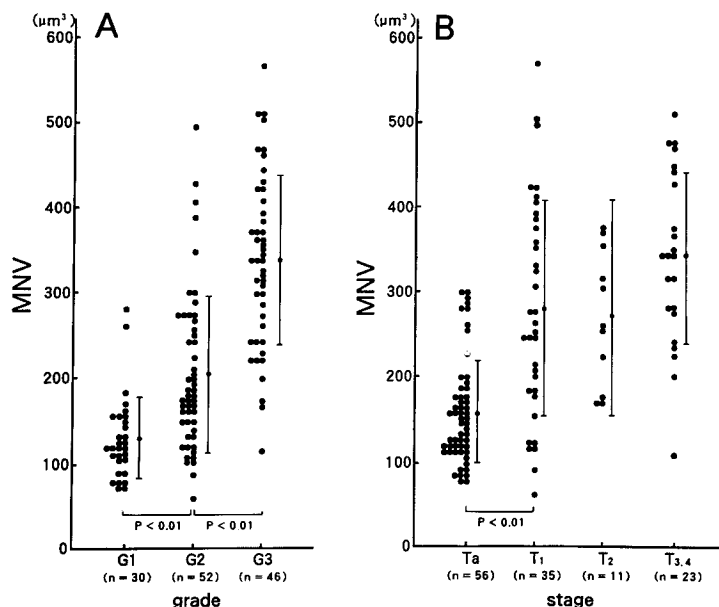 (μm³)
A
600
500
400
300
200
100
0
MNV
P < 0.01
P < 0.01
G1
G2
G3
(n = 30)
(n = 52)
(n = 46)
grade
(μm³)
B
600
500
400
300
200
100
0
MNV
P < 0.01
Ta
T1
T2
T3,4
(n = 56)
(n = 35)
(n = 11)
(n = 23)
stage